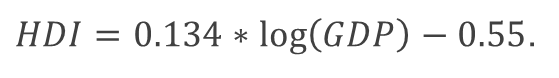 HDI = 0.134 * log(GDP) − 0.55.